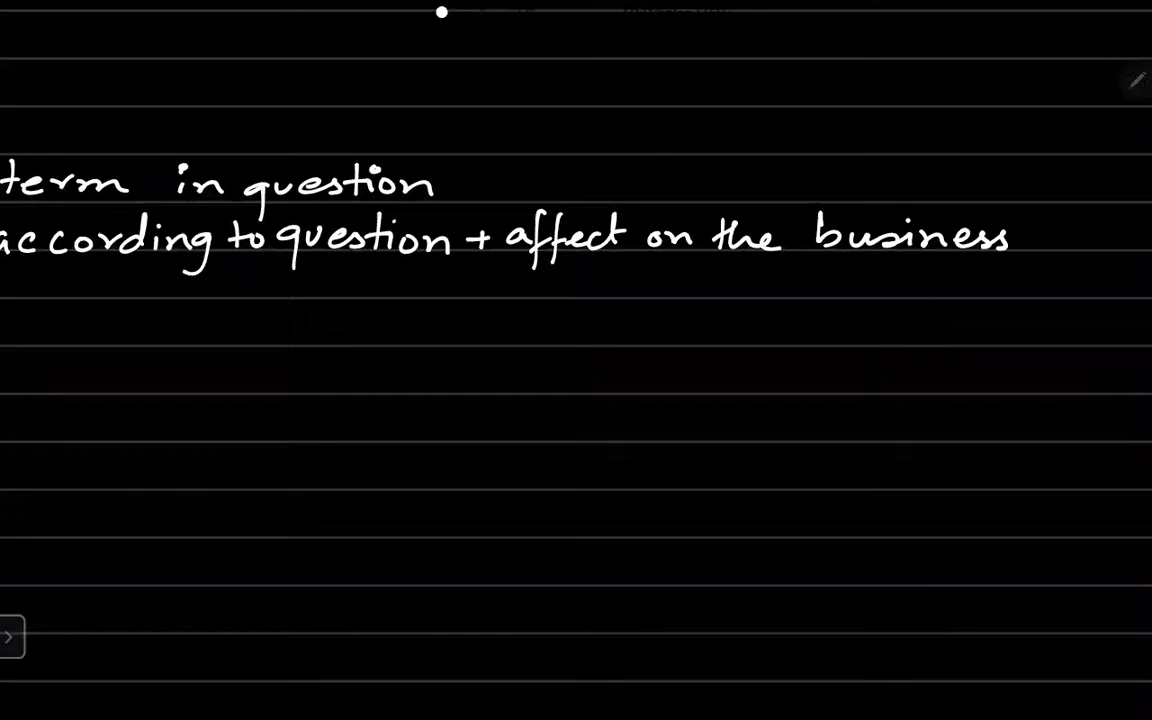 term in question
according to question + affect on the business